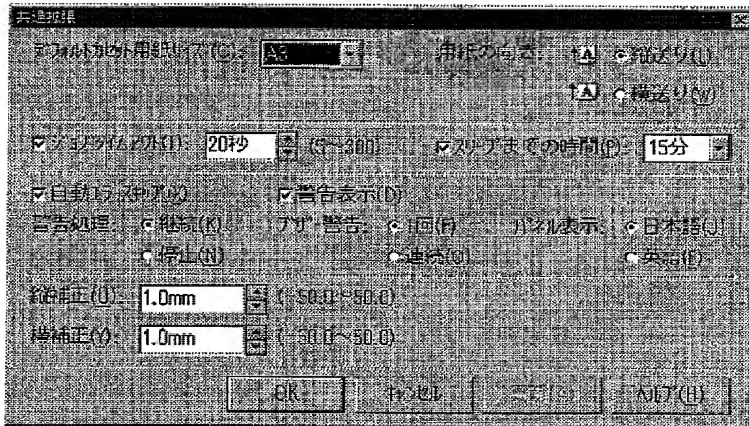 共通拡張
デフォルトカセット用紙サイズ(C): A3 用紙の向き: A 縦送り(L)
A 横送り(W)
ジョブタイムアウト(T): 20秒 (5~300) スリープまでの時間(P): 15分
自動エラースキップ 警告表示(D)
警告処理: 継続(K) ブザー警告: 1回(F) パネル表示: 日本語(J)
停止(N) 連続(O) 英語(E)
縦補正(U): 1.0mm (-50.0~50.0)
横補正(Y): 1.0mm (-50.0~50.0)
OK キャンセル ヘルプ(H)